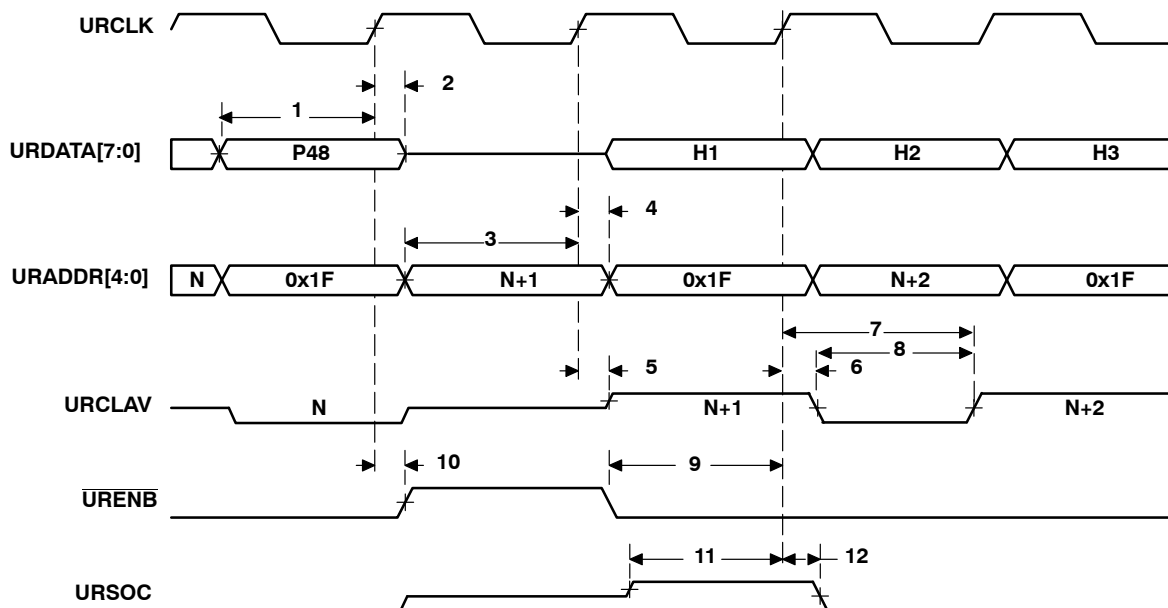 URCLK
2
1
URDATA[7:0] P48 H1 H2 H3
4
3
URADDR[4:0] N 0x1F N+1 0x1F N+2 0x1F
7
8
5 6
URCLAV N N+1 N+2
10 9
URENB
11 12
URSOC